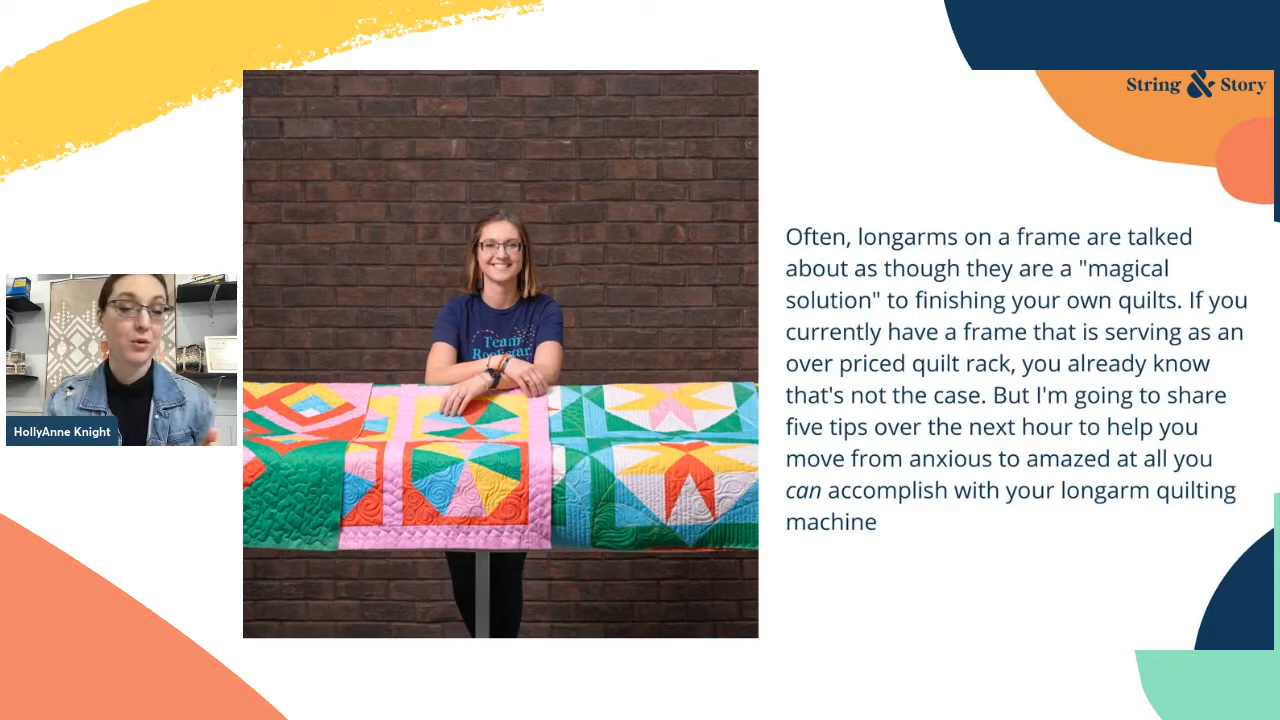 String & Story
Often, longarms on a frame are talked
about as though they are a "magical
solution" to finishing your own quilts. If you
currently have a frame that is serving as an
over priced quilt rack, you already know
that's not the case. But I'm going to share
five tips over the next hour to help you
move from anxious to amazed at all you
can accomplish with your longarm quilting
machine
HollyAnne Knight
Team